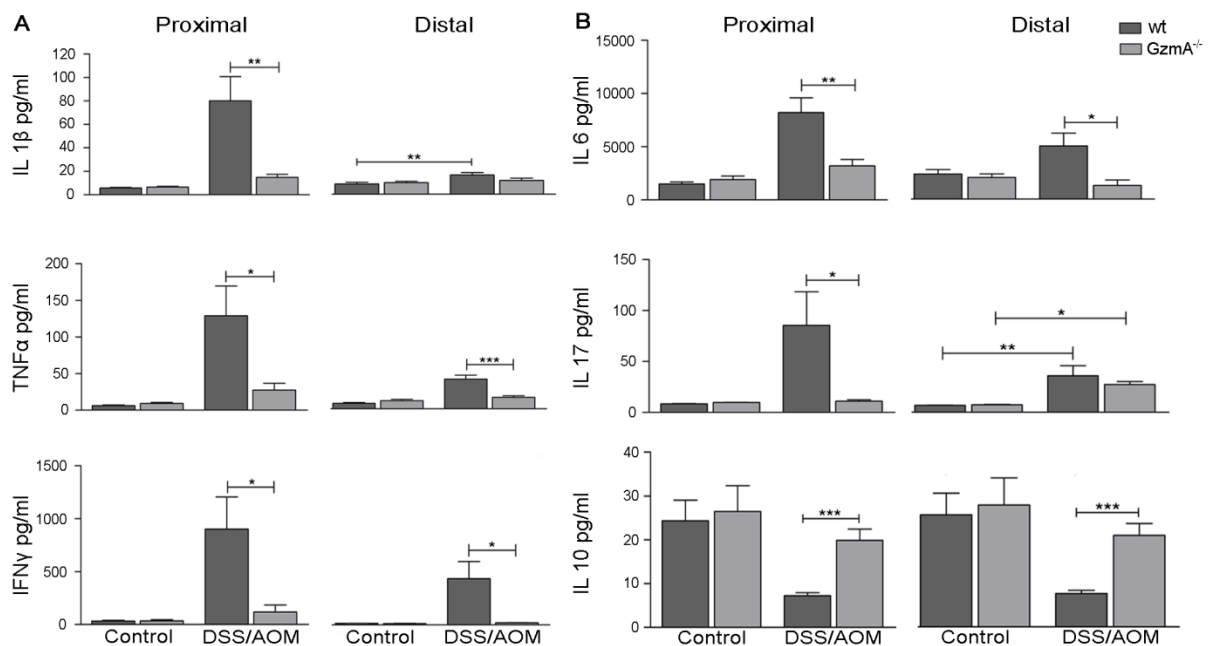 A
Proximal
Distal
IL 1β pg/ml
120
100
80
60
40
20
0
**
**
TNFα pg/ml
200
150
100
50
0
*
***
IFNγ pg/ml
1500
1000
500
0
*
*
Control
DSS/AOM
Control
DSS/AOM
B
Proximal
Distal
wt
GzmA⁻/⁻
IL 6 pg/ml
15000
10000
5000
0
**
*
IL 17 pg/ml
150
100
50
0
*
*
**
IL 10 pg/ml
40
30
20
10
0
***
***
Control
DSS/AOM
Control
DSS/AOM